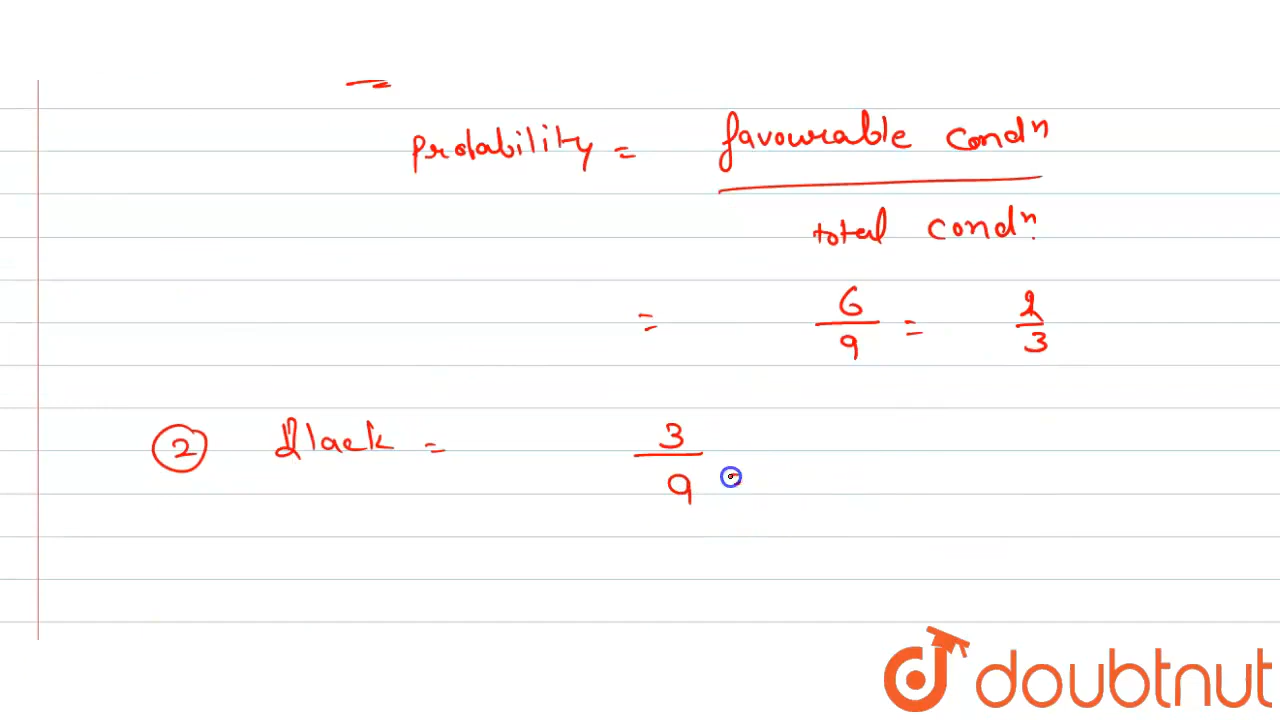 Probability = favourable condⁿ
total condⁿ.
= 6/9 = 2/3
② Black = 3/9
doubtnut